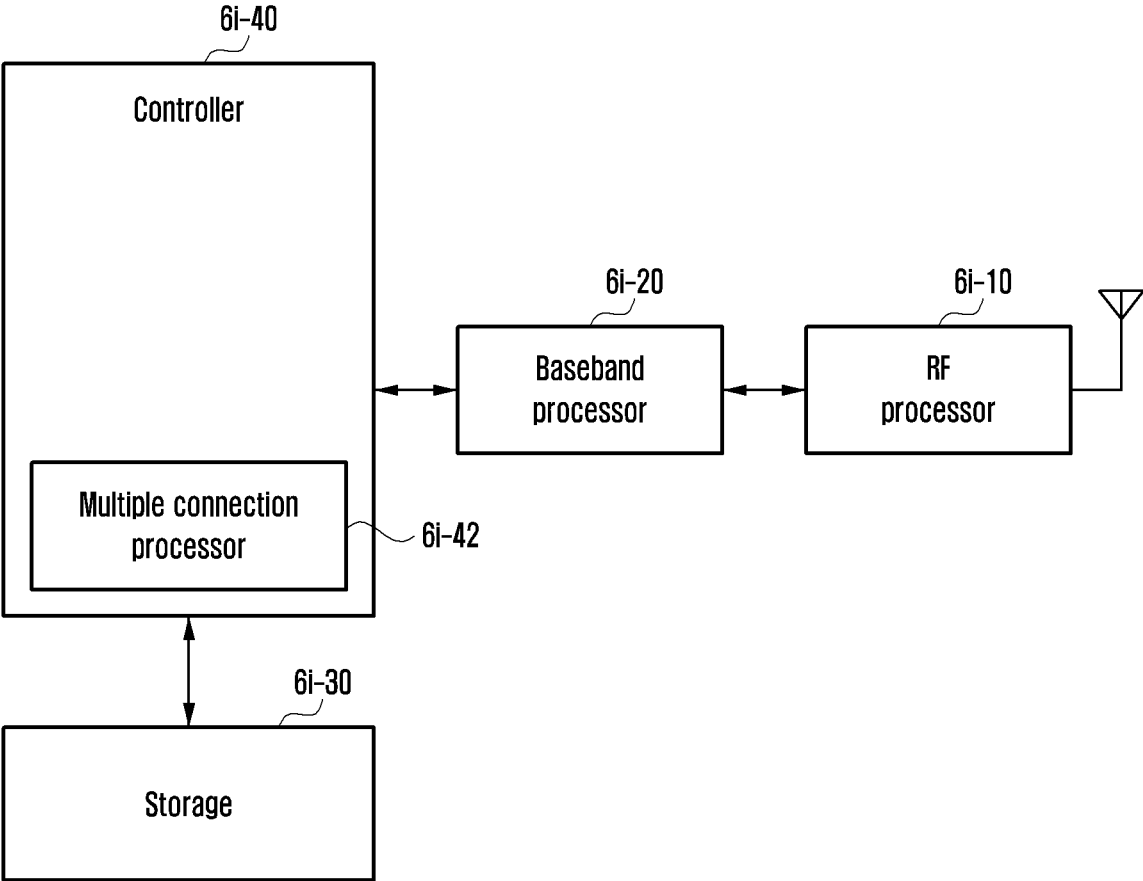 6i-40
Controller
6i-20
6i-10
Baseband
processor
RF
processor
Multiple connection
processor
6i-42
6i-30
Storage